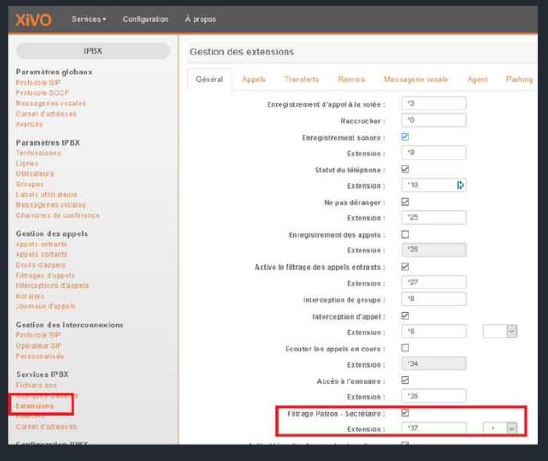 XiVO
Services
Configuration
À propos
IPBX
Paramètres globaux
Protocole SIP
Protocole SCCP
Messageries vocales
Carnet d'adresses
Avancés
Paramètres IPBX
Terminaisons
Lignes
Utilisateurs
Groupes
Labels utilisateurs
Messageries vocales
Chambres de conférence
Gestion des appels
Appels entrants
Appels sortants
Droits d'appels
Filtrages d'appels
Interceptions d'appels
Horaires
Journaux d'appels
Gestion des interconnexions
Protocole SIP
Opérateur SIP
Personnalisée
Services IPBX
Fichiers son
Extensions
Carnet d'adresses
Configuration IPBX
Gestion des extensions
Général
Appels
Transferts
Renvois
Messagerie vocale
Agent
Parking
Enregistrement d'appel à la volée : *3
Raccrocher : *0
Enregistrement sonore :
Extension : *9
Statut du téléphone :
Extension : *10
Ne pas déranger :
Extension : *25
Enregistrement des appels :
Extension : *26
Active le filtrage des appels entrants :
Extension : *27
Interception de groupe : *8
Interception d'appel :
Extension : *8
Ecouter les appels en cours :
Extension : *34
Accès à l'annuaire :
Extension : *36
Filtrage Patron - Secrétaire :
Extension : *37